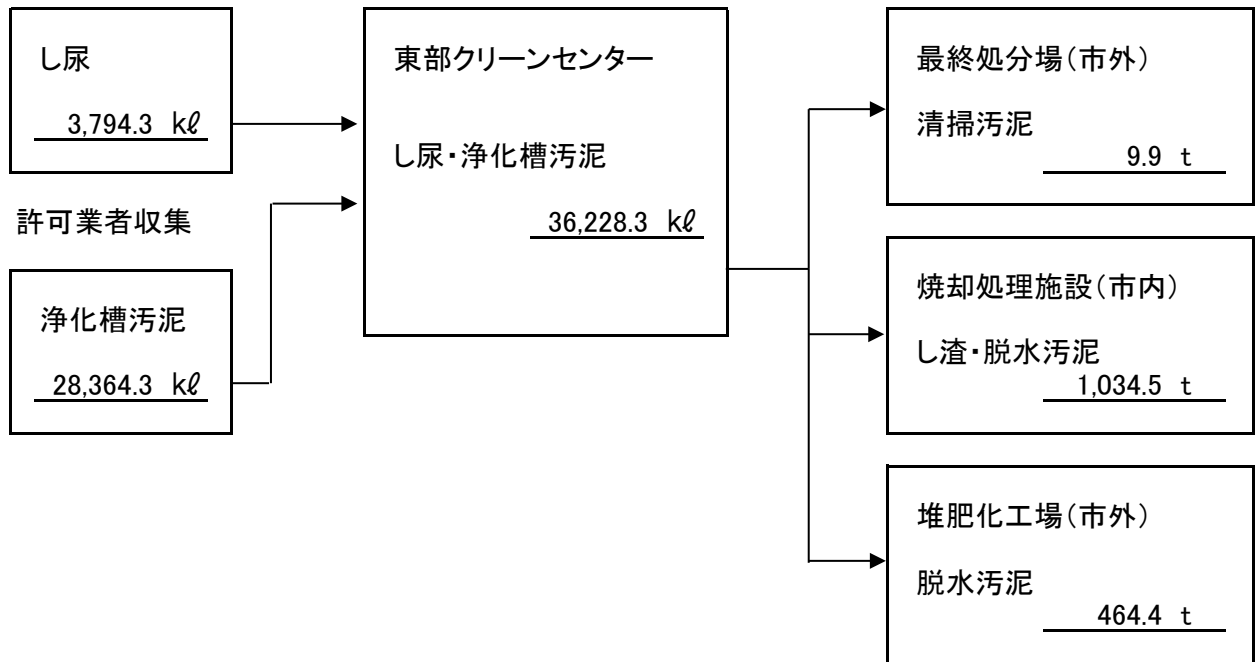 し尿
3,794.3 kℓ
許可業者収集
浄化槽汚泥
28,364.3 kℓ
東部クリーンセンター
し尿・浄化槽汚泥
36,228.3 kℓ
最終処分場(市外)
清掃汚泥
9.9 t
焼却処理施設(市内)
し渣・脱水汚泥
1,034.5 t
堆肥化工場(市外)
脱水汚泥
464.4 t